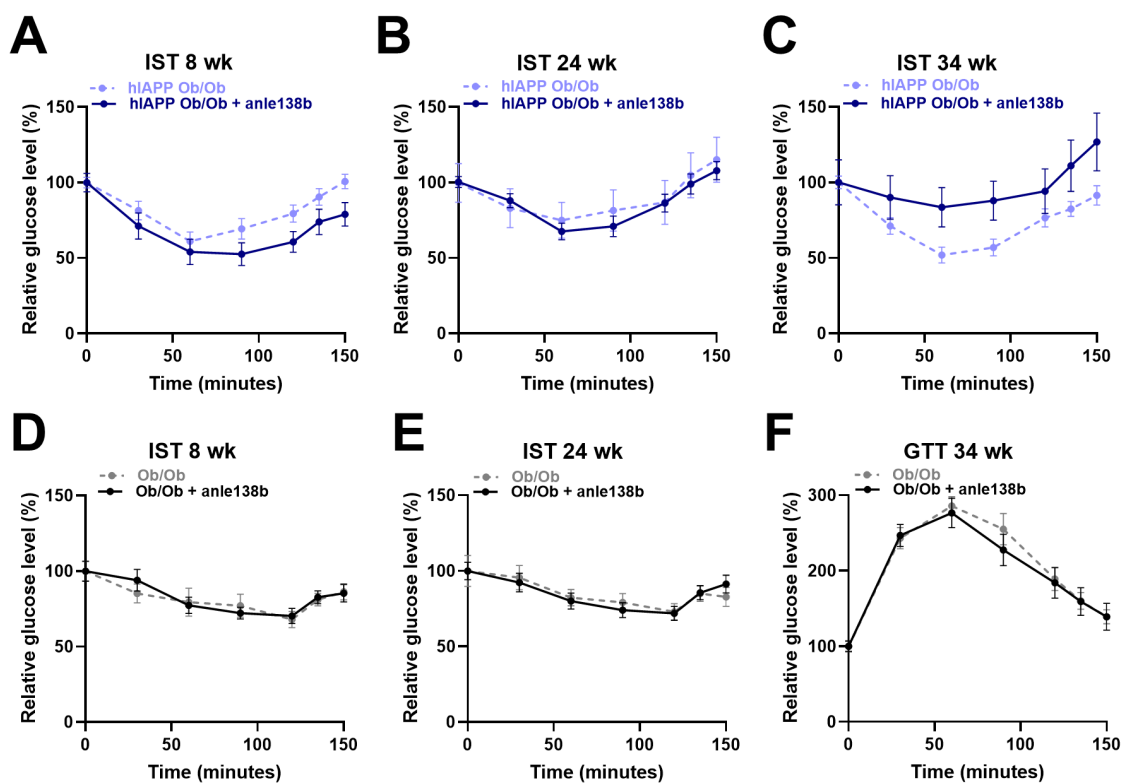 A
IST 8 wk
hIAPP Ob/Ob
hIAPP Ob/Ob + anle138b
Relative glucose level (%)
150
100
50
0
0 50 100 150
Time (minutes)
B
IST 24 wk
hIAPP Ob/Ob
hIAPP Ob/Ob + anle138b
Relative glucose level (%)
150
100
50
0
0 50 100 150
Time (minutes)
C
IST 34 wk
hIAPP Ob/Ob
hIAPP Ob/Ob + anle138b
Relative glucose level (%)
150
100
50
0
0 50 100 150
Time (minutes)
D
IST 8 wk
Ob/Ob
Ob/Ob + anle138b
Relative glucose level (%)
150
100
50
0
0 50 100 150
Time (minutes)
E
IST 24 wk
Ob/Ob
Ob/Ob + anle138b
Relative glucose level (%)
150
100
50
0
0 50 100 150
Time (minutes)
F
GTT 34 wk
Ob/Ob
Ob/Ob + anle138b
Relative glucose level (%)
300
200
100
0
0 50 100 150
Time (minutes)